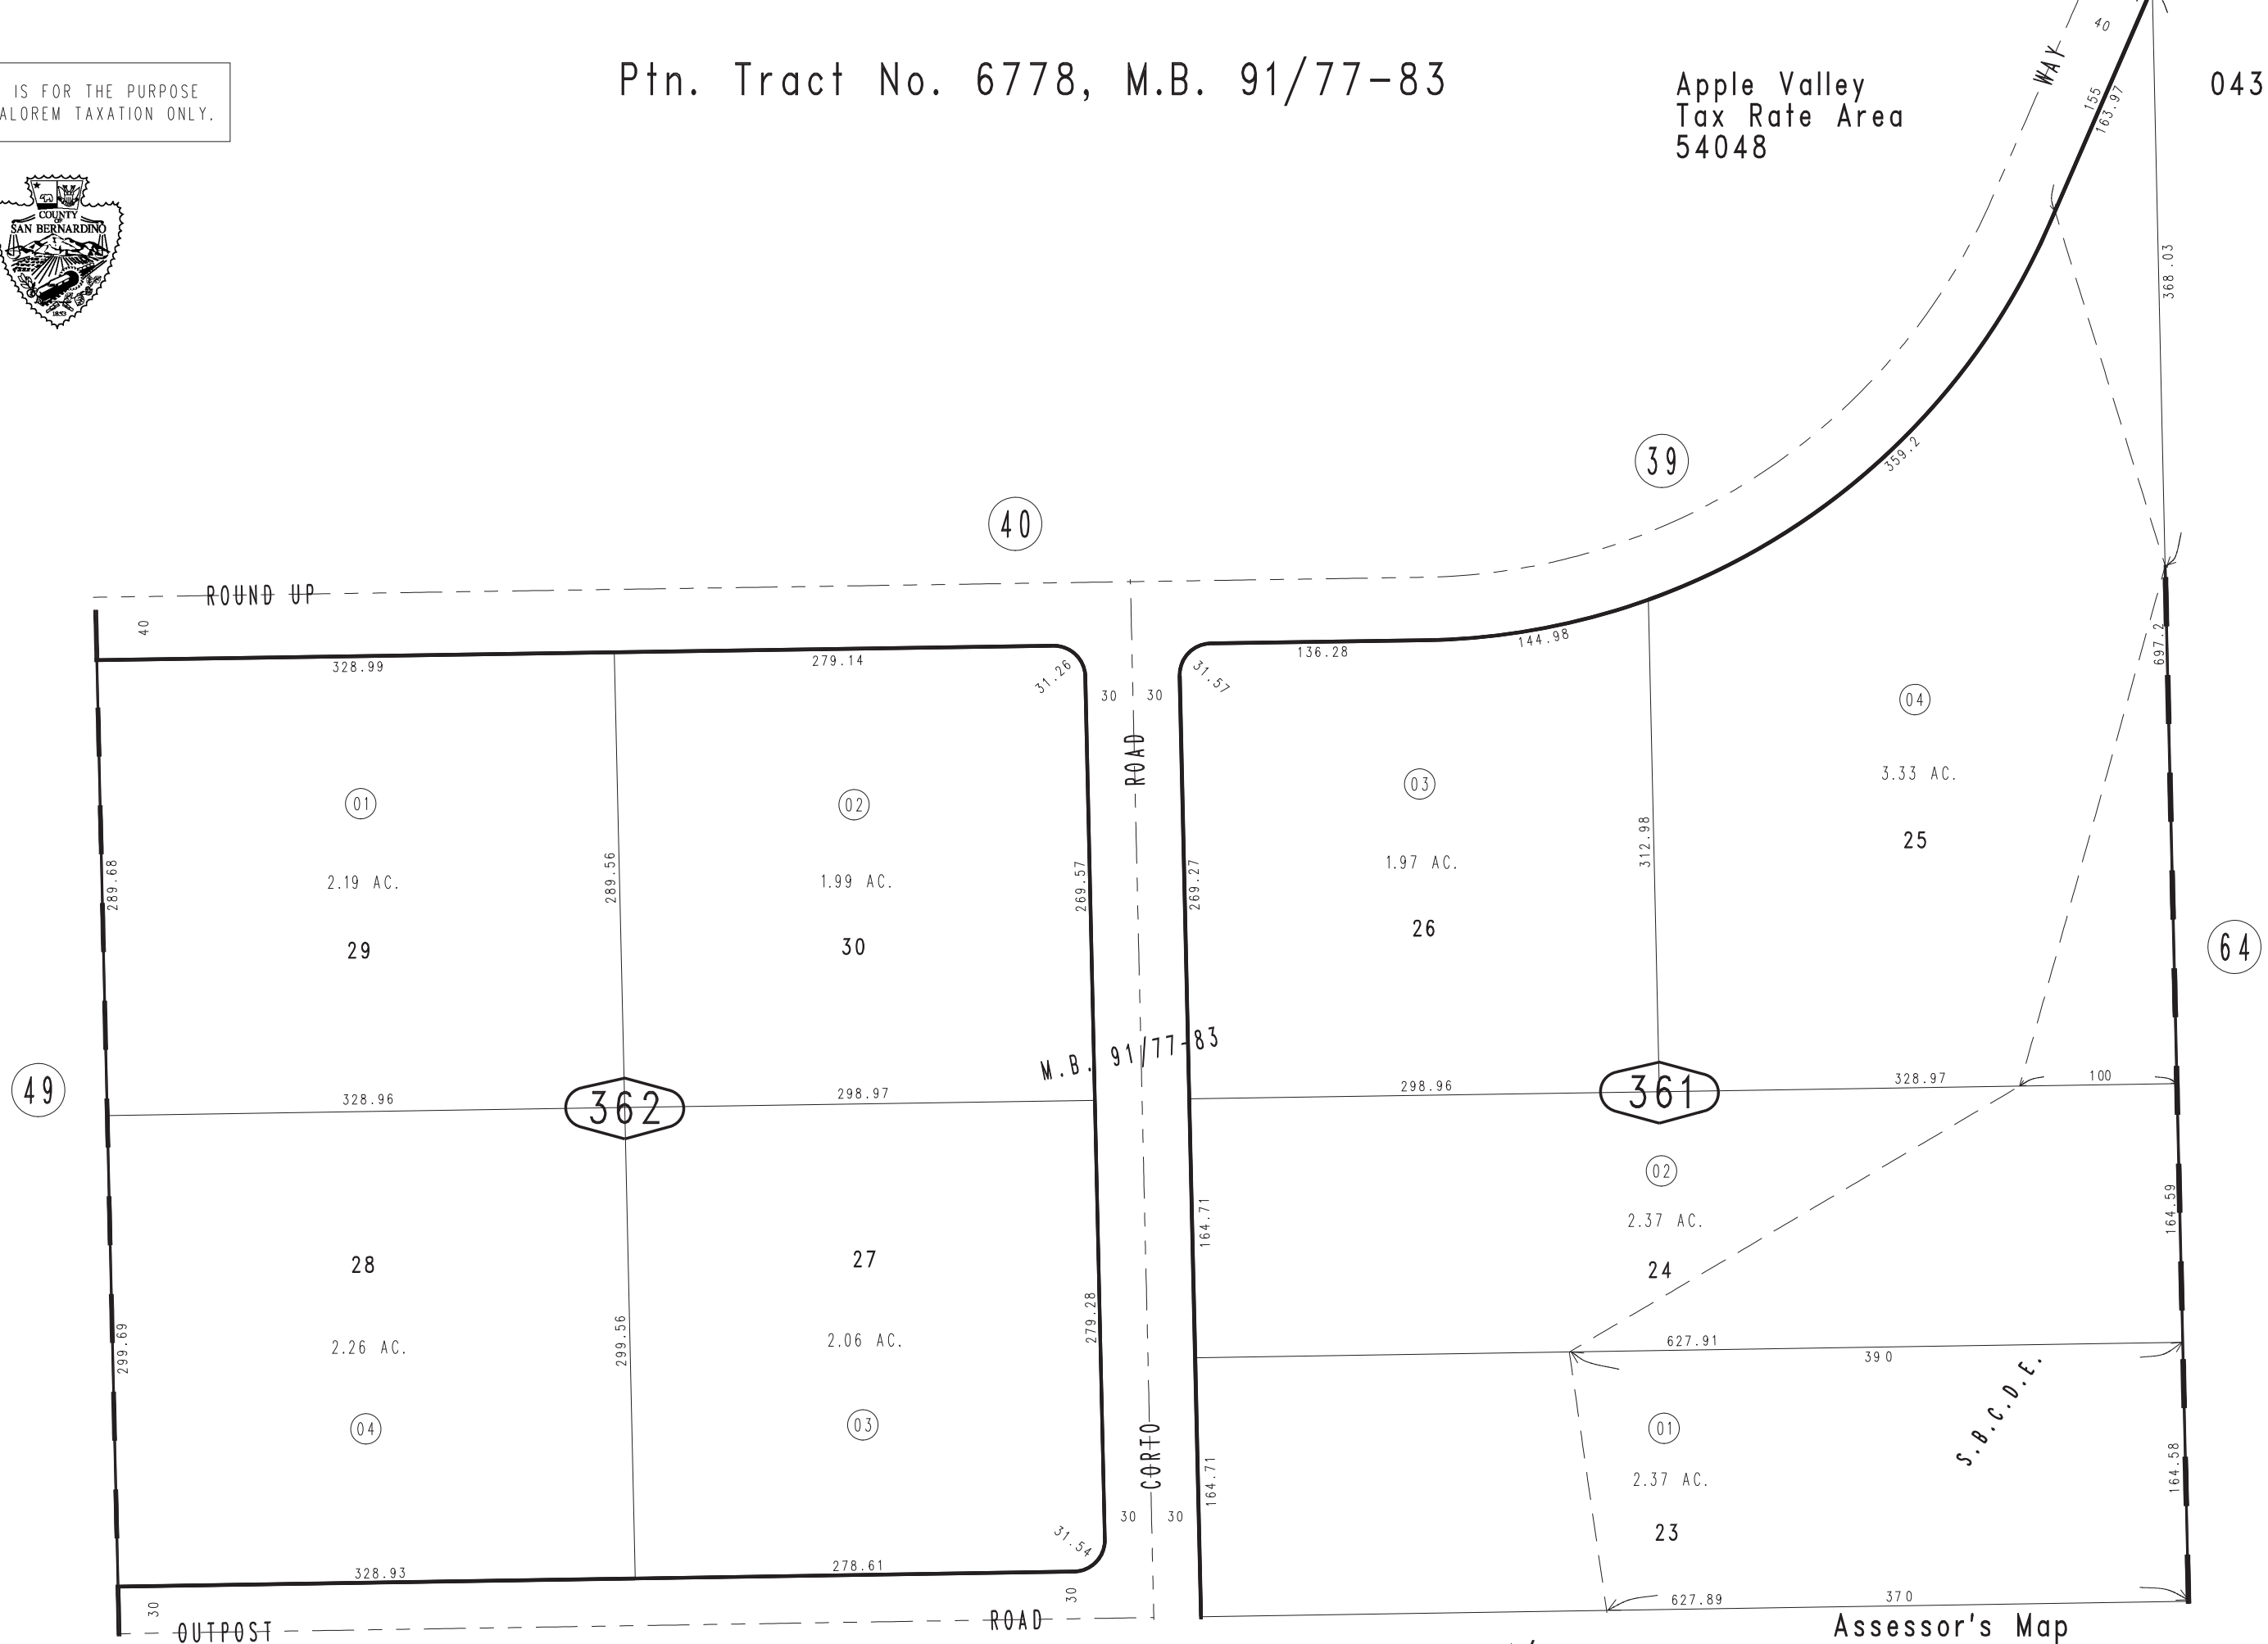 IS FOR THE PURPOSE
ALOREM TAXATION ONLY.
Ptn. Tract No. 6778, M.B. 91/77-83
Apple Valley
Tax Rate Area
54048
043
COUNTY
OF
SAN BERNARDINO
1853
WAY
40
155
163.97
368.03
359.2
39
40
ROUND UP
40
328.99
279.14
31.26
30
30
31.57
136.28
144.98
697.2
ROAD
01
2.19 AC.
29
289.68
289.56
02
1.99 AC.
30
269.57
269.27
03
1.97 AC.
26
312.98
04
3.33 AC.
25
64
49
M.B. 91/77-83
328.96
362
298.97
298.96
361
328.97
100
28
2.26 AC.
04
299.69
299.56
27
2.06 AC.
03
279.28
164.71
02
2.37 AC.
24
164.59
627.91
390
S.B.C.D.E.
CORTO
164.71
01
2.37 AC.
23
164.58
30
30
31.54
328.93
278.61
30
30
OUTPOST
ROAD
627.89
370
Assessor's Map